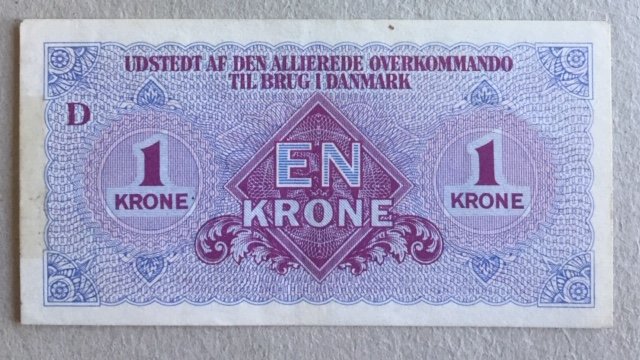 UDSTEDT AF DEN ALLIEREDE OVERKOMMANDO
TIL BRUG I DANMARK
D
1
KRONE
EN
KRONE
1
KRONE